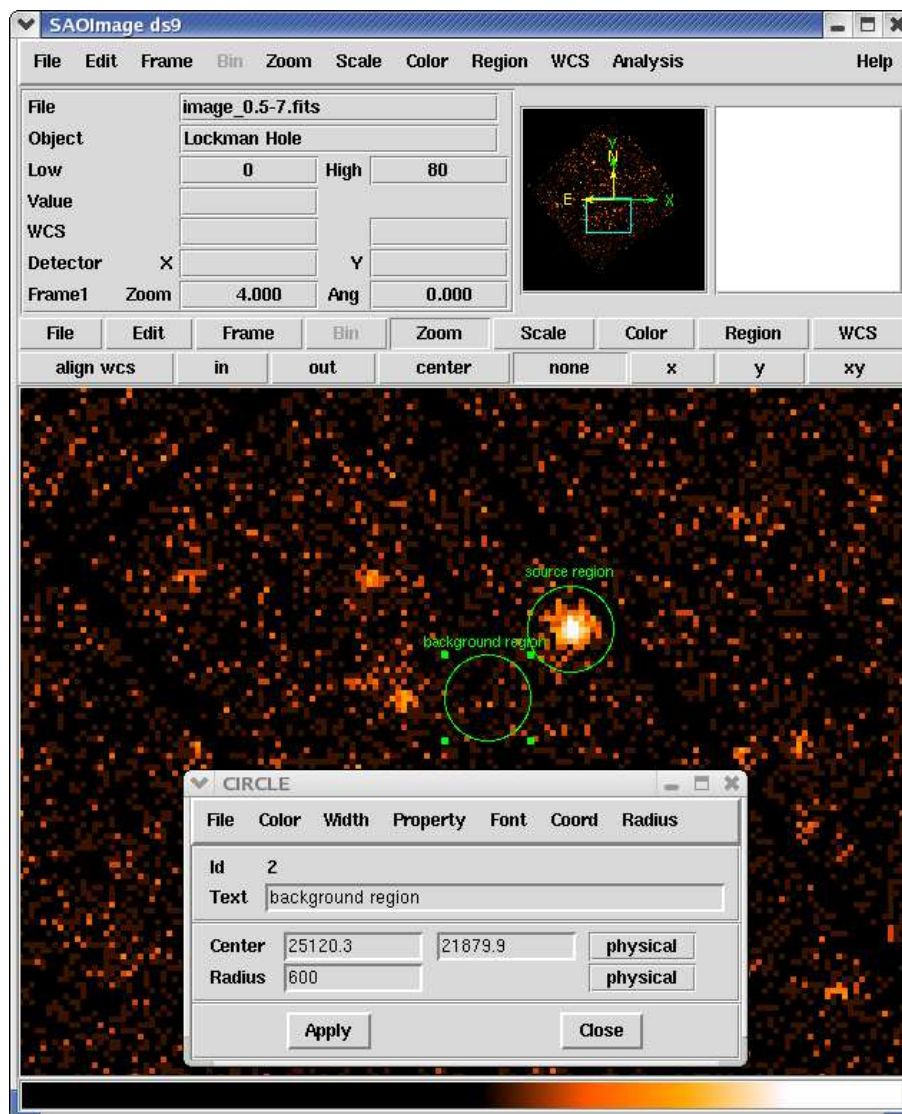 SAOImage ds9
File Edit Frame Bin Zoom Scale Color Region WCS Analysis Help
File image_0.5-7.fits
Object Lockman Hole
Low 0 High 80
Value
WCS
Detector X Y
Frame1 Zoom 4.000 Ang 0.000
Y
N
E X
File Edit Frame Bin Zoom Scale Color Region WCS
align wcs in out center none x y xy
source region
background region
CIRCLE
File Color Width Property Font Coord Radius
Id 2
Text background region
Center 25120.3 21879.9 physical
Radius 600 physical
Apply Close